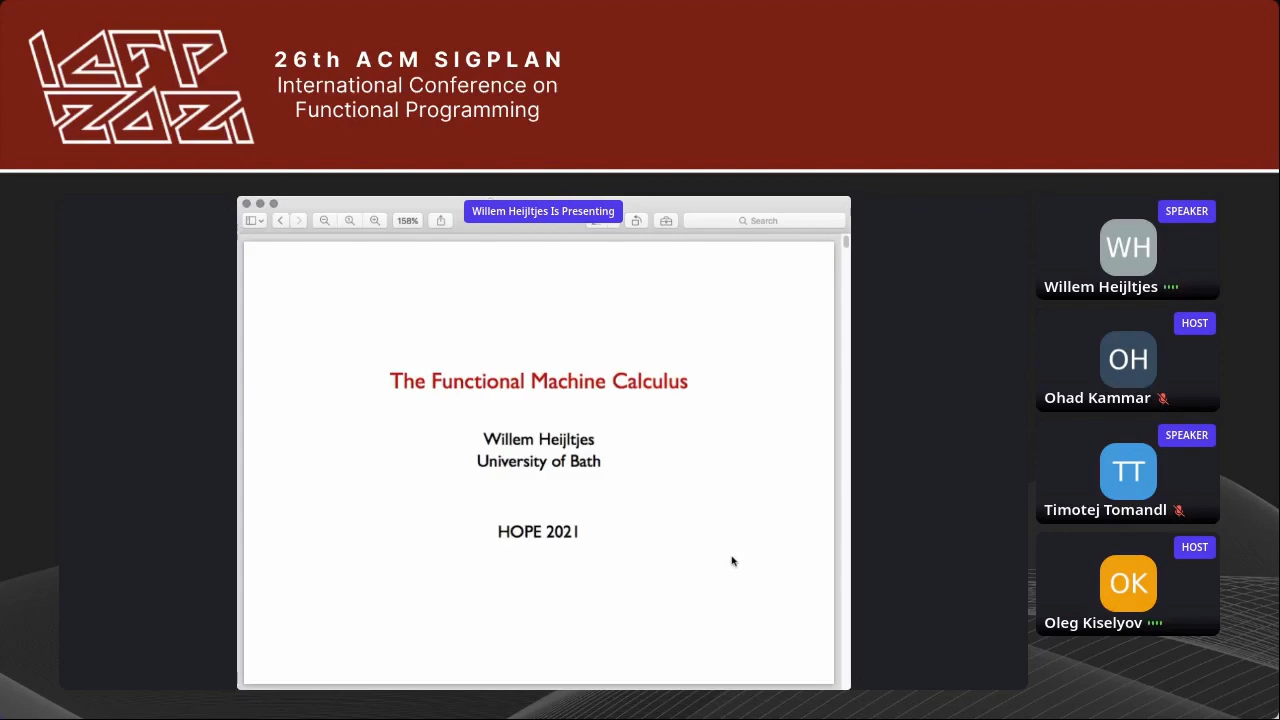 ICFP
2021
26th ACM SIGPLAN
International Conference on
Functional Programming
Willem Heijltjes Is Presenting
158%
Search
The Functional Machine Calculus
Willem Heijltjes
University of Bath
HOPE 2021
SPEAKER
WH
Willem Heijltjes
HOST
OH
Ohad Kammar
SPEAKER
TT
Timotej Tomandl
HOST
OK
Oleg Kiselyov